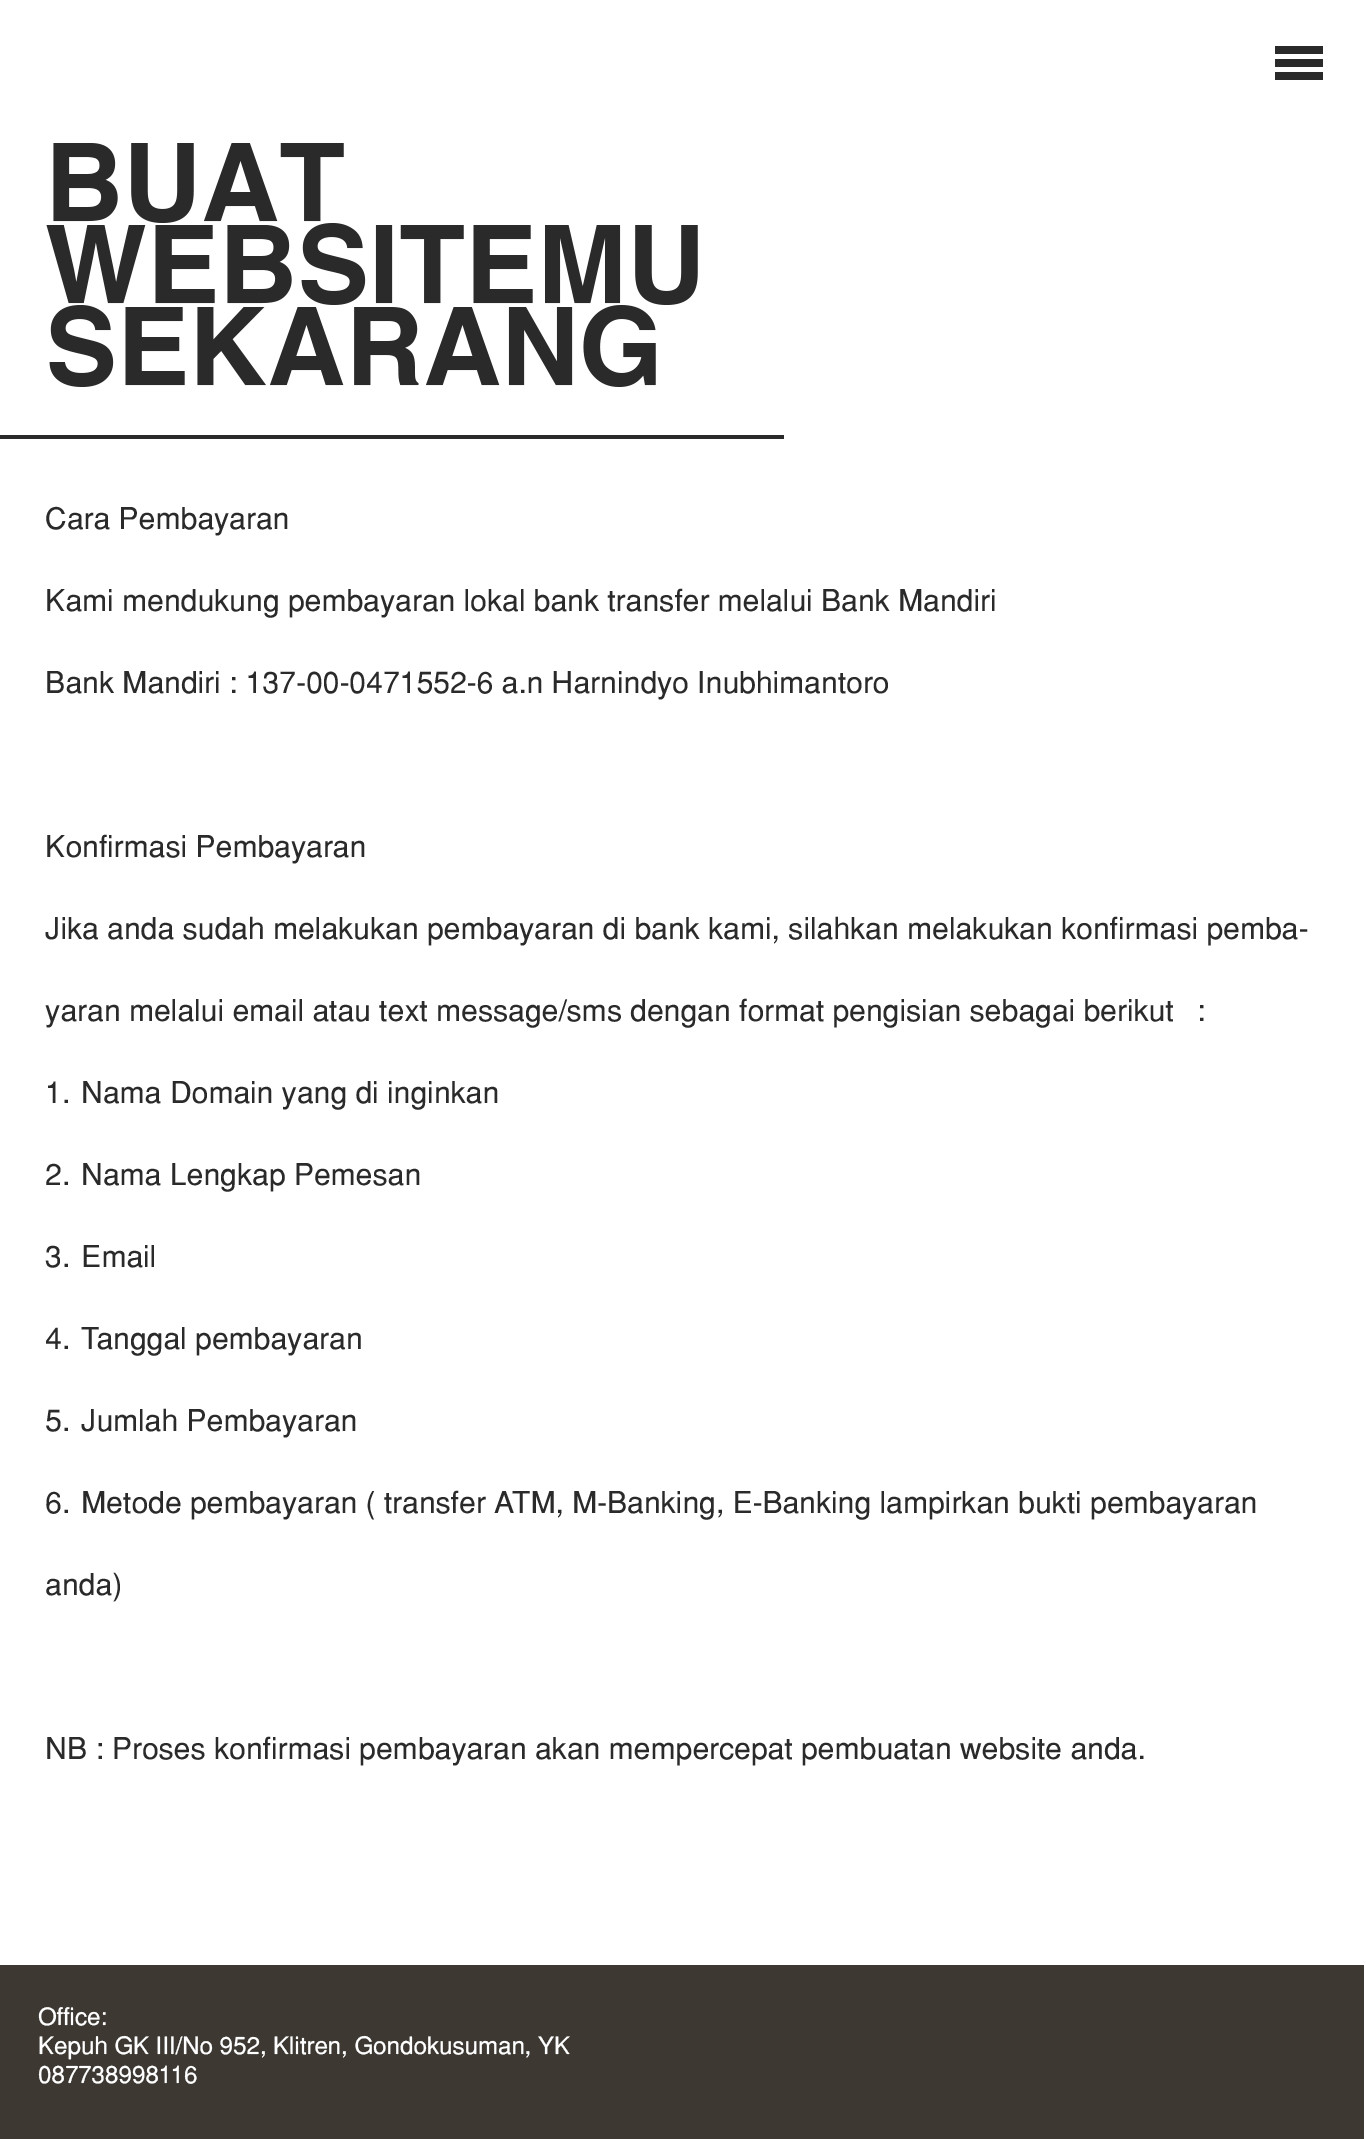 BUAT
WEBSITEMU
SEKARANG
Cara Pembayaran
Kami mendukung pembayaran lokal bank transfer melalui Bank Mandiri
Bank Mandiri : 137-00-0471552-6 a.n Harnindyo Inubhimantoro
Konfirmasi Pembayaran
Jika anda sudah melakukan pembayaran di bank kami, silahkan melakukan konfirmasi pemba-
yaran melalui email atau text message/sms dengan format pengisian sebagai berikut :
1. Nama Domain yang di inginkan
2. Nama Lengkap Pemesan
3. Email
4. Tanggal pembayaran
5. Jumlah Pembayaran
6. Metode pembayaran ( transfer ATM, M-Banking, E-Banking lampirkan bukti pembayaran
anda)
NB : Proses konfirmasi pembayaran akan mempercepat pembuatan website anda.
Office:
Kepuh GK III/No 952, Klitren, Gondokusuman, YK
087738998116